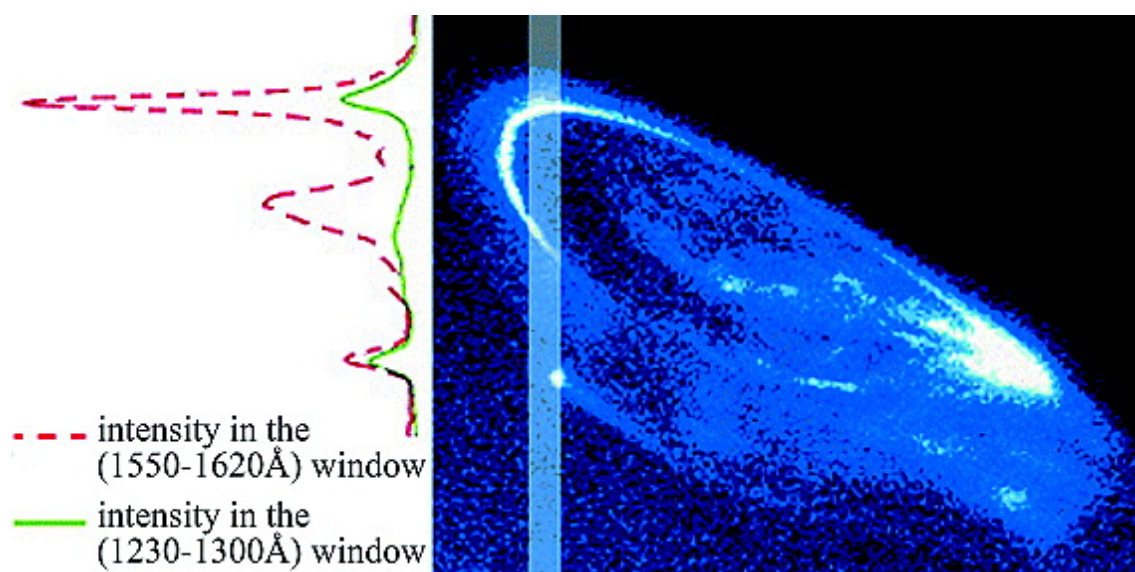 intensity in the
(1550-1620Å) window
intensity in the
(1230-1300Å) window